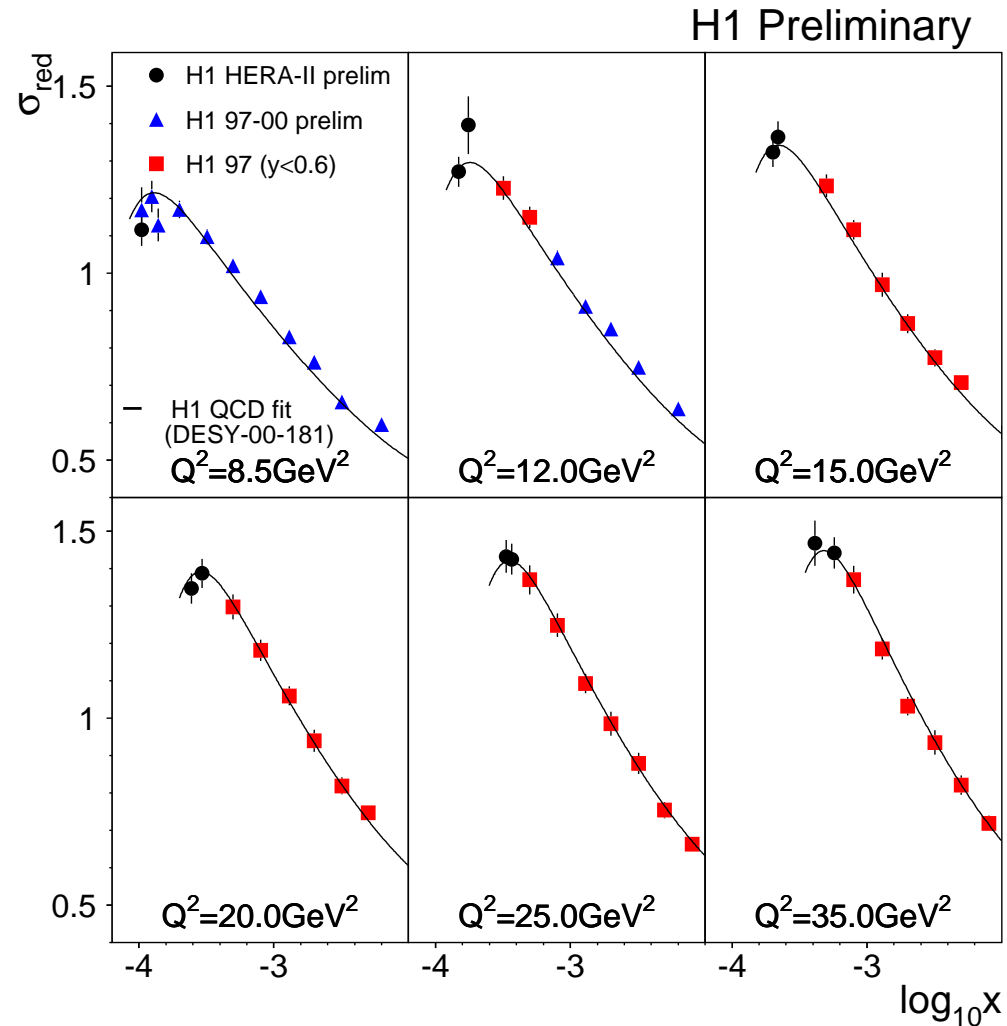 H1 Preliminary
σ_red
H1 HERA-II prelim
H1 97-00 prelim
H1 97 (y<0.6)
H1 QCD fit
(DESY-00-181)
1.5
1
0.5
Q²=8.5GeV²
Q²=12.0GeV²
Q²=15.0GeV²
1.5
1
0.5
Q²=20.0GeV²
Q²=25.0GeV²
Q²=35.0GeV²
-4 -3 -4 -3 -4 -3
log₁₀x